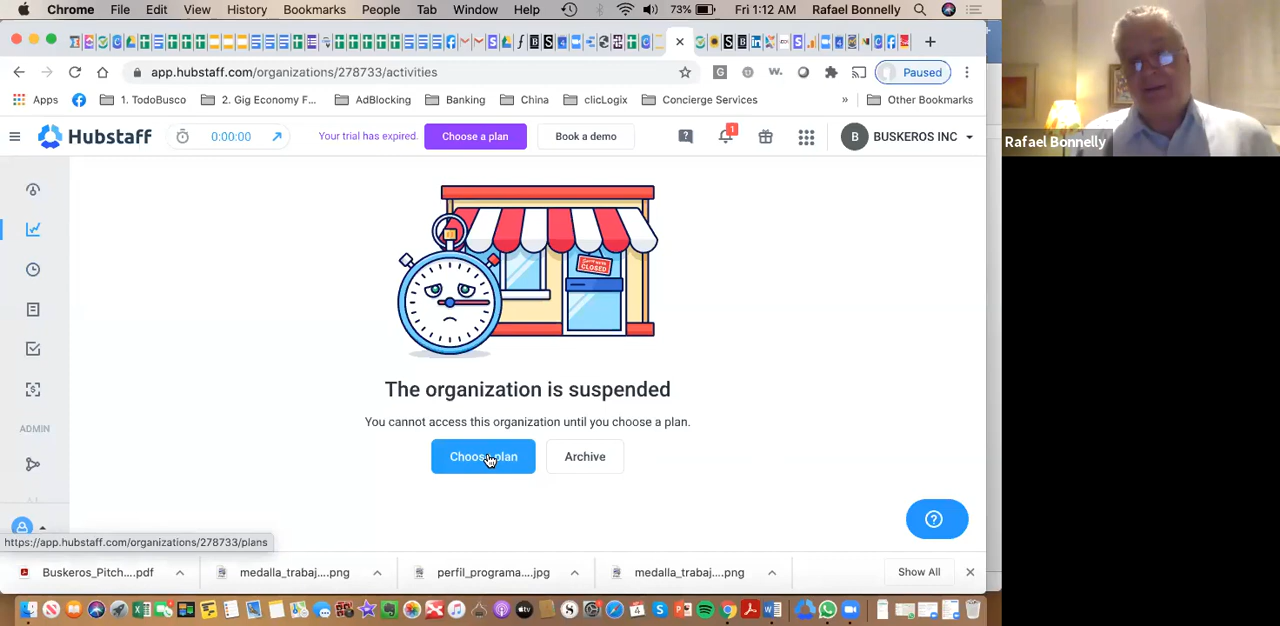 Chrome File Edit View History Bookmarks People Tab Window Help 73% Fri 1:12 AM Rafael Bonnelly
app.hubstaff.com/organizations/278733/activities Paused
Apps 1. TodoBusco 2. Gig Economy F... AdBlocking Banking China clicLogix Concierge Services » Other Bookmarks
Hubstaff 0:00:00 Your trial has expired. Choose a plan Book a demo 1 B BUSKEROS INC
Rafael Bonnelly
CLOSED
The organization is suspended
You cannot access this organization until you choose a plan.
Choose plan Archive
ADMIN
https://app.hubstaff.com/organizations/278733/plans
Buskeros_Pitch....pdf medalla_trabaj....png perfil_programa....jpg medalla_trabaj....png Show All